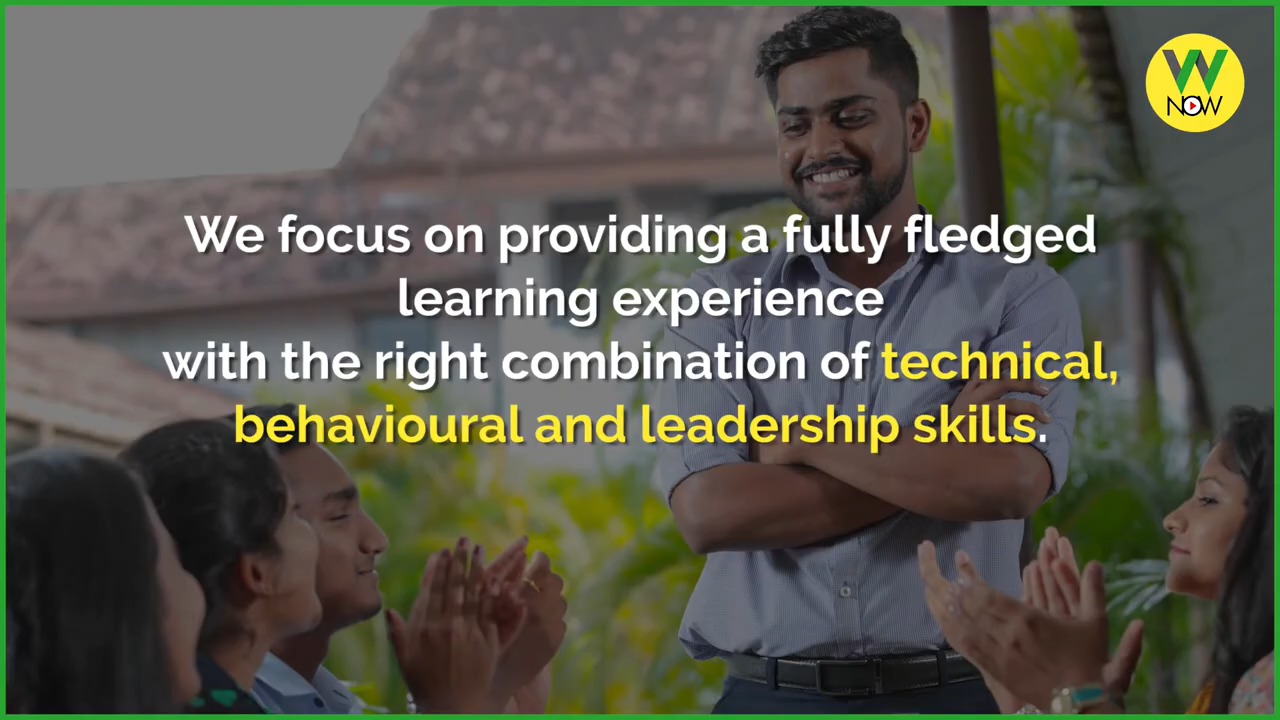 W
NOW
We focus on providing a fully fledged
learning experience
with the right combination of technical,
behavioural and leadership skills.